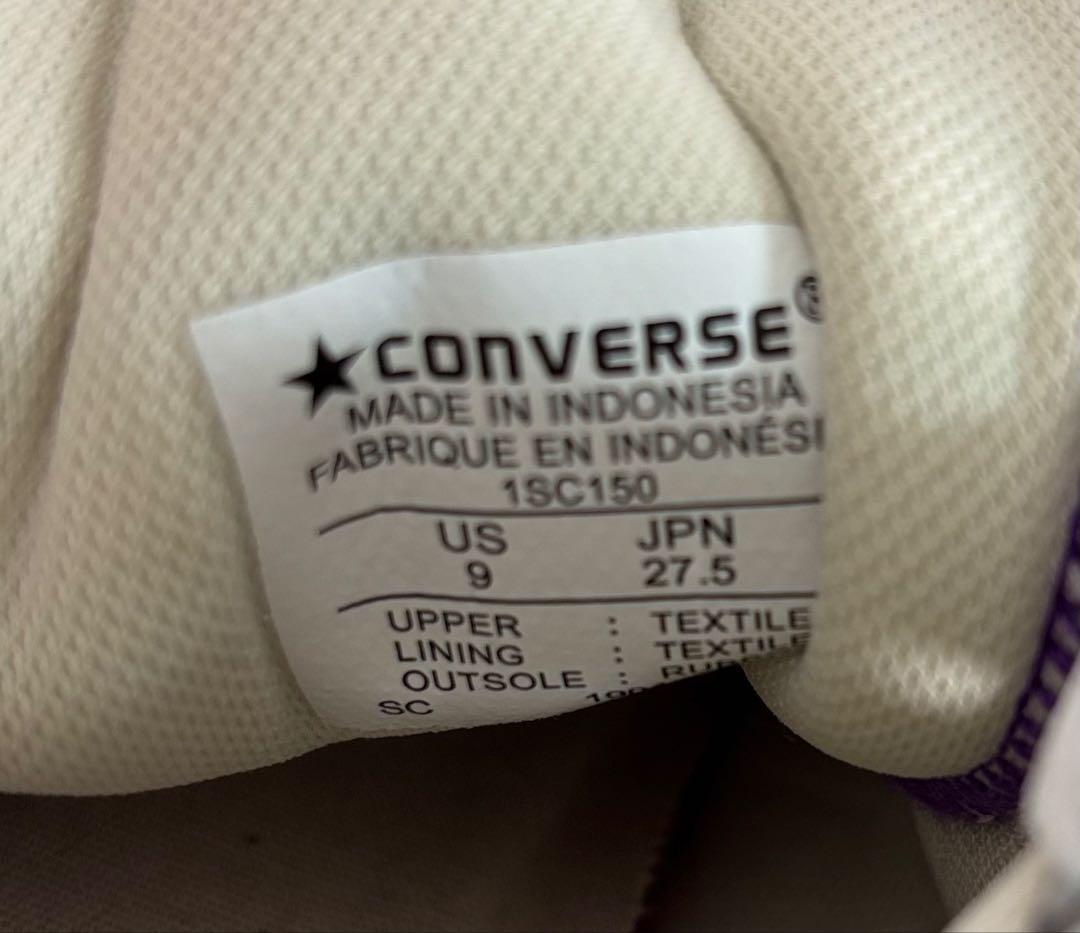 ★CONVERSE®
MADE IN INDONESIA
FABRIQUE EN INDONÉSI
1SC150
US JPN
9 27.5
UPPER : TEXTILE
LINING : TEXTILE
OUTSOLE :
SC